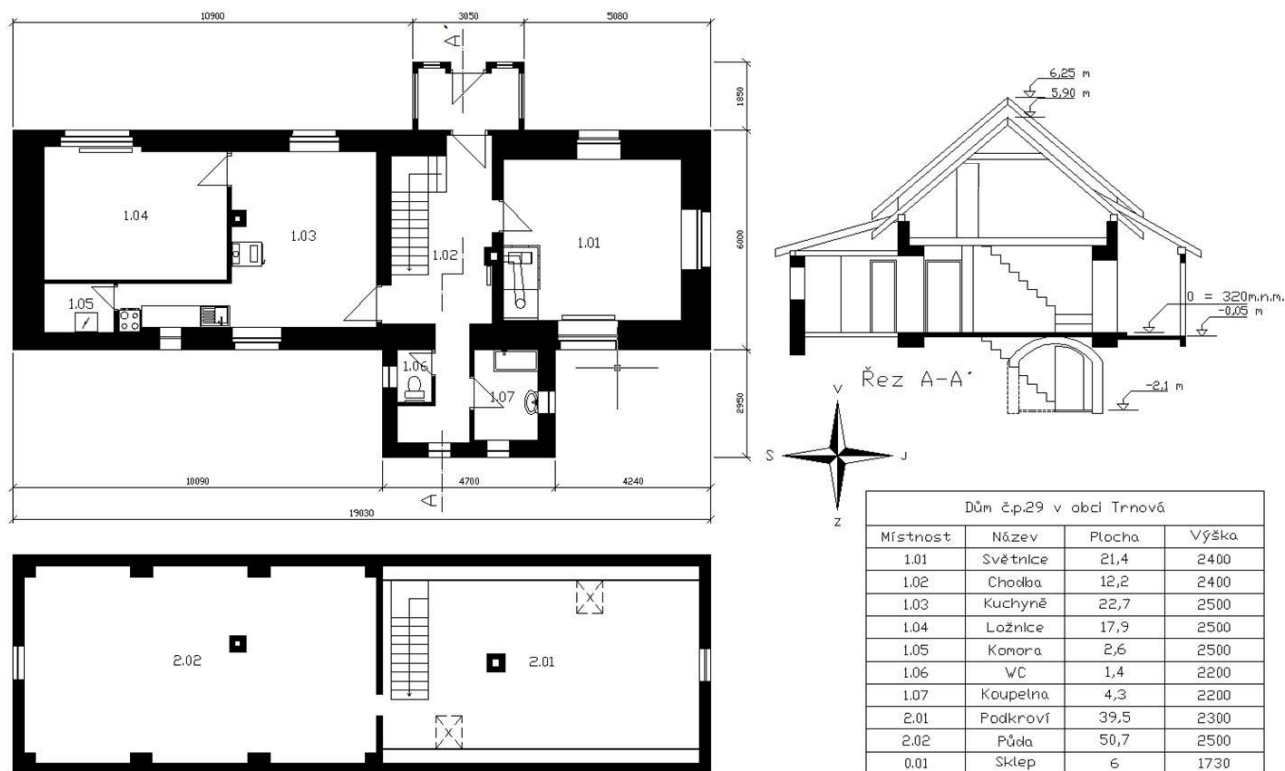 10900
3050
5080
A´
1850
6000
2950
1.04
1.03
1.02
1.01
1.05
1.06
1.07
A
10090
4700
4240
19030
6,25 m
5,90 m
0 = 320m.n.m.
-0,05 m
-2,1 m
Řez A-A´
V
S
J
Z
2.02
2.01
Dům č.p.29 v obci Trnová
Místnost Název Plocha Výška
1.01 Světnice 21,4 2400
1.02 Chodba 12,2 2400
1.03 Kuchyně 22,7 2500
1.04 Ložnice 17,9 2500
1.05 Komora 2,6 2500
1.06 WC 1,4 2200
1.07 Koupelna 4,3 2200
2.01 Podkroví 39,5 2300
2.02 Půda 50,7 2500
0.01 Sklep 6 1730